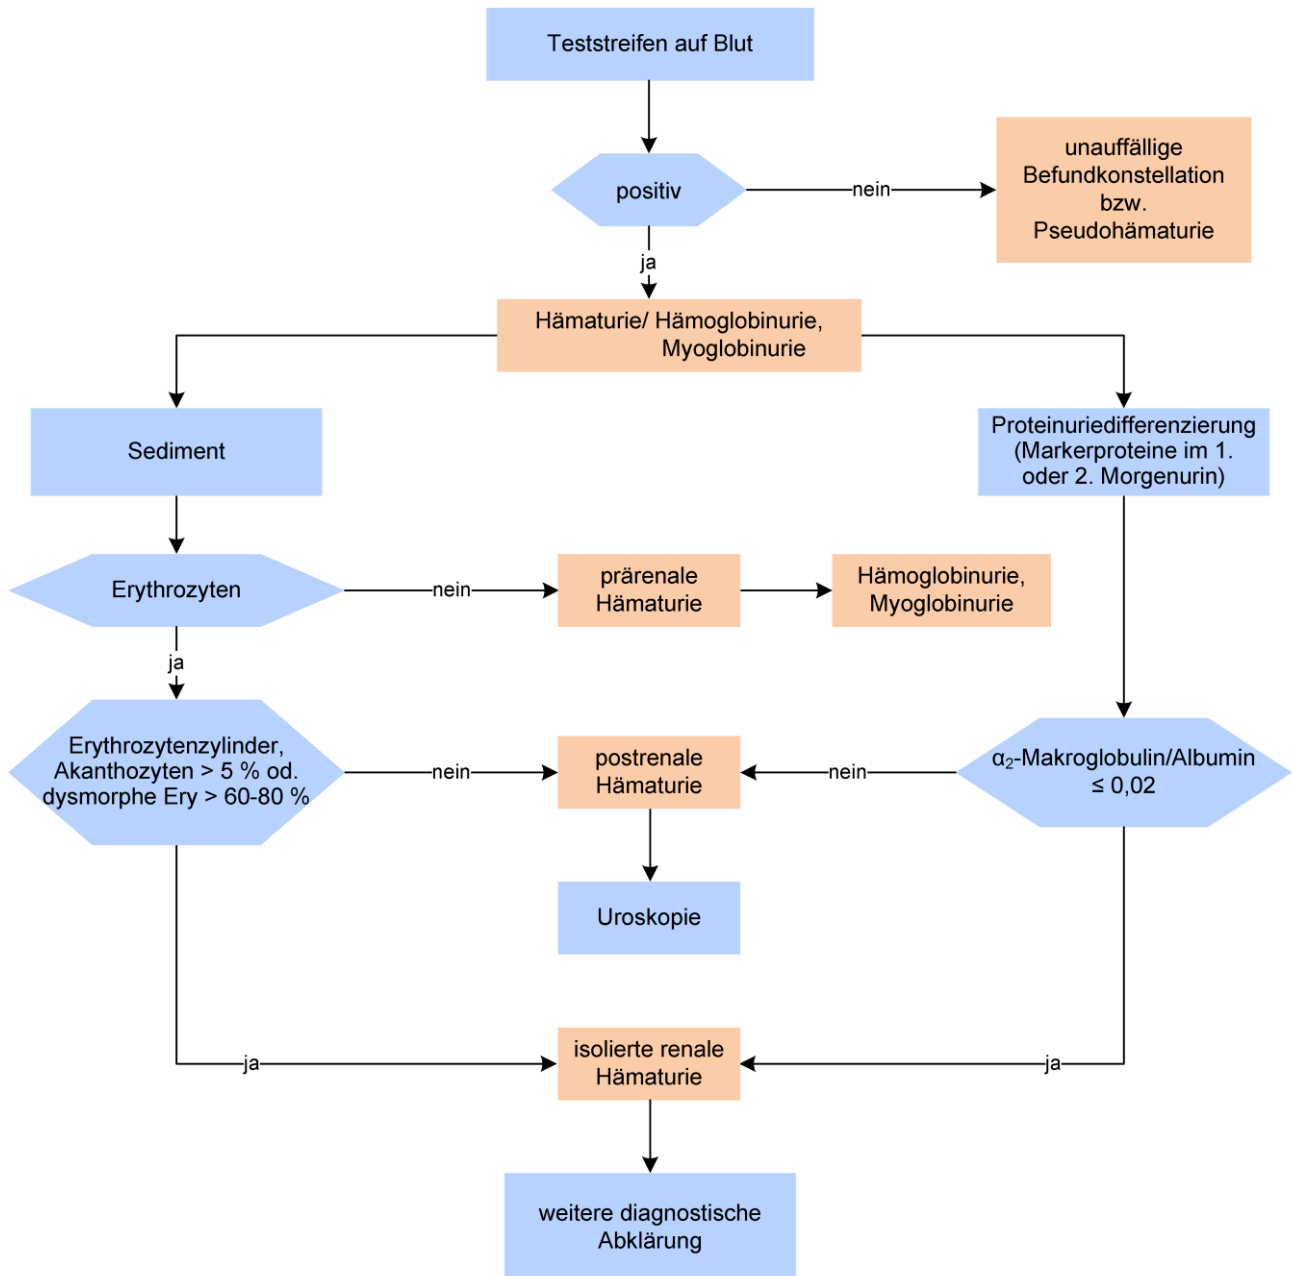 Teststreifen auf Blut
positiv
nein
unauffällige
Befundkonstellation
bzw.
Pseudohämaturie
ja
Hämaturie/ Hämoglobinurie,
Myoglobinurie
Sediment
Proteinuriedifferenzierung
(Markerproteine im 1.
oder 2. Morgenurin)
Erythrozyten
nein
prärenale
Hämaturie
Hämoglobinurie,
Myoglobinurie
ja
Erythrozytenzylinder,
Akanthozyten > 5 % od.
dysmorphe Ery > 60-80 %
nein
postrenale
Hämaturie
nein
α₂-Makroglobulin/Albumin
≤ 0,02
Uroskopie
ja
isolierte renale
Hämaturie
ja
weitere diagnostische
Abklärung